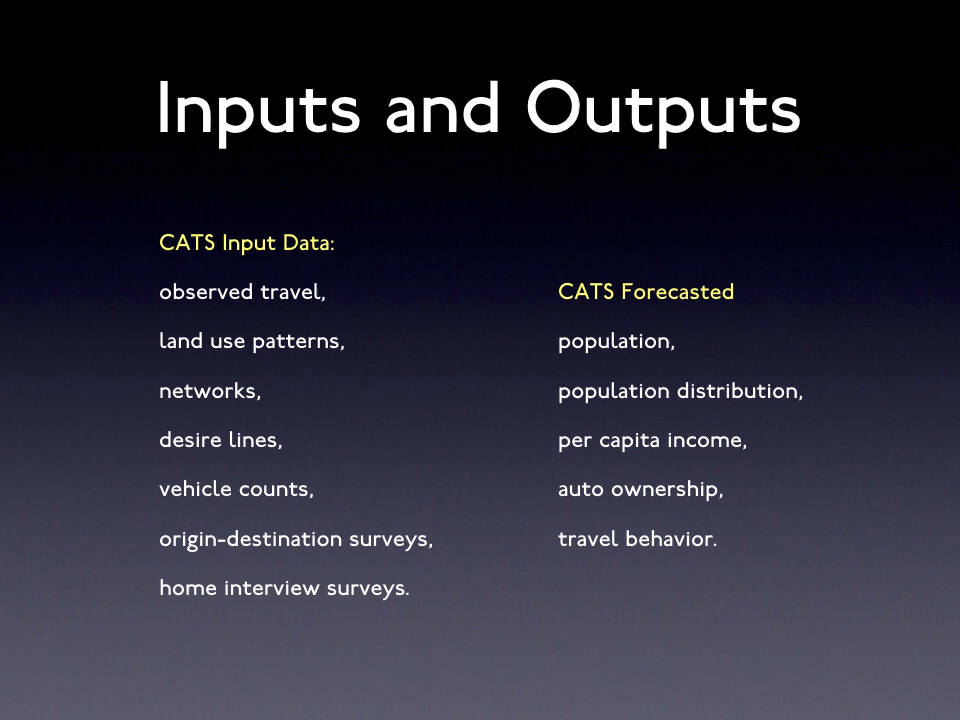 Inputs and Outputs
CATS Input Data:
observed travel,
land use patterns,
networks,
desire lines,
vehicle counts,
origin-destination surveys,
home interview surveys.
CATS Forecasted
population,
population distribution,
per capita income,
auto ownership,
travel behavior.